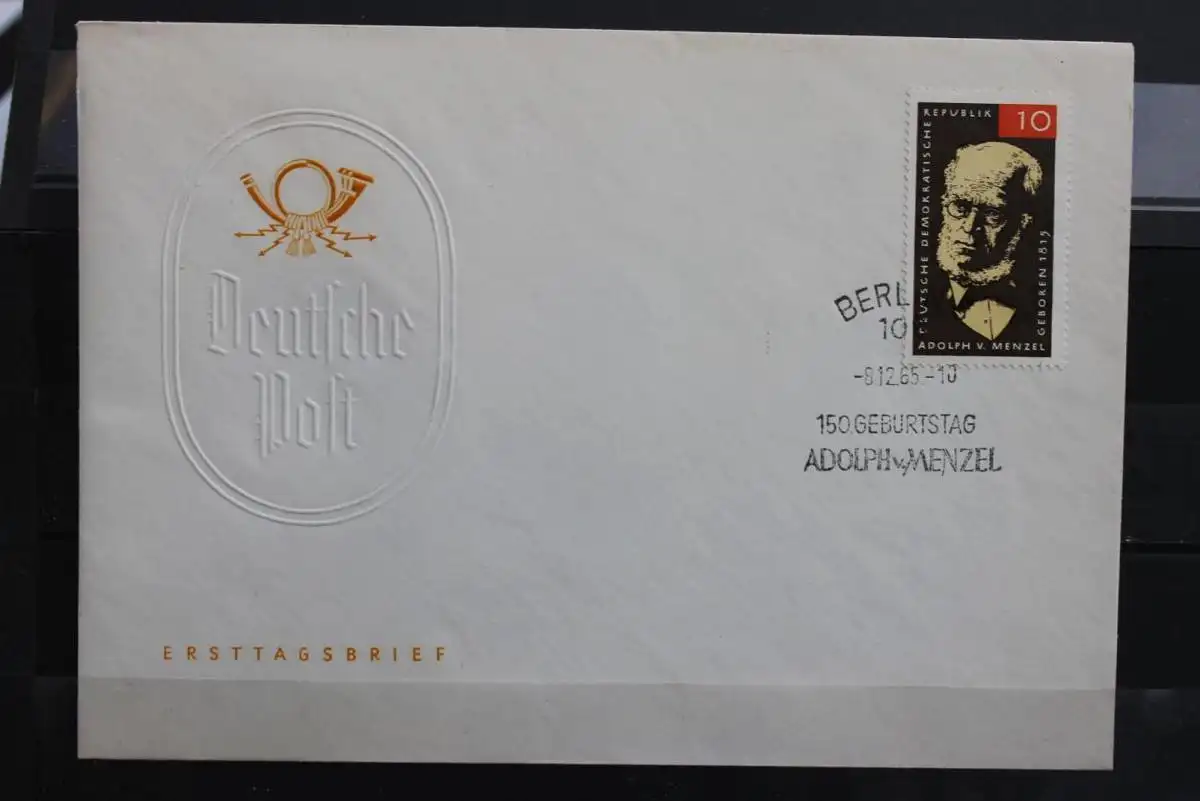 Deutsche
Post
ERSTTAGSBRIEF
DEUTSCHE DEMOKRATISCHE
REPUBLIK
10
GEBOREN 1815
ADOLPH V. MENZEL
BERL
10
-8.12.65.-10
150.GEBURTSTAG
ADOLPH v. MENZEL